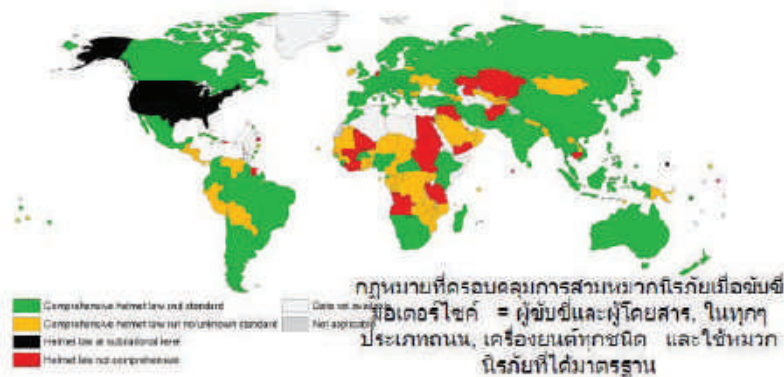 Comprehensive helmet law and standard
Comprehensive helmet law but no/unknown standard
Helmet law at subnational level
Helmet law not comprehensive
Data not available
Not applicable
กฎหมายที่ครอบคลุมการสวมหมวกนิรภัยเมื่อขับขี่
มอเตอร์ไซค์ = ผู้ขับขี่และผู้โดยสาร, ในทุกๆ
ประเภทถนน, เครื่องยนต์ทุกชนิด และใช้หมวก
นิรภัยที่ได้มาตรฐาน